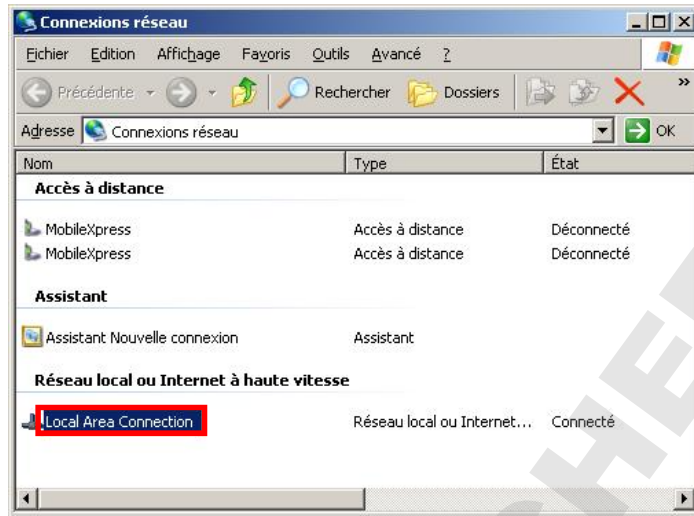 Connexions réseau
Fichier Edition Affichage Favoris Outils Avancé ?
Précédente Rechercher Dossiers »
Adresse Connexions réseau OK
Nom Type État
Accès à distance
MobileXpress Accès à distance Déconnecté
MobileXpress Accès à distance Déconnecté
Assistant
Assistant Nouvelle connexion Assistant
Réseau local ou Internet à haute vitesse
Local Area Connection Réseau local ou Internet... Connecté